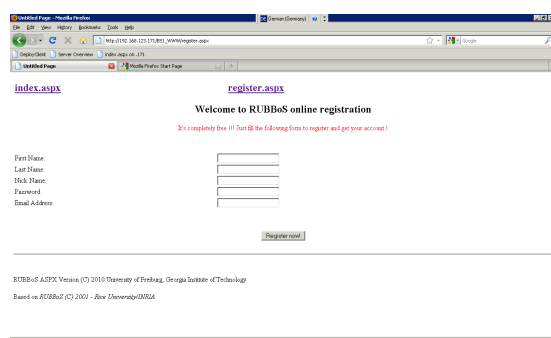 Untitled Page - Mozilla Firefox
DE German (Germany)
File Edit View History Bookmarks Tools Help
http://192.168.123.171/BS1_WWW/register.aspx
Google
DeployClient Server Overview index.aspx on .171
Untitled Page Mozilla Firefox Start Page
index.aspx register.aspx
Welcome to RUBBoS online registration
It's completely free !!! Just fill the following form to register and get your account !
First Name:
Last Name:
Nick Name:
Password
Email Address:
Register now!
RUBBoS ASPX Version (C) 2010 University of Freiburg, Georgia Institute of Technology
Based on RUBBoS (C) 2001 - Rice University/INRIA